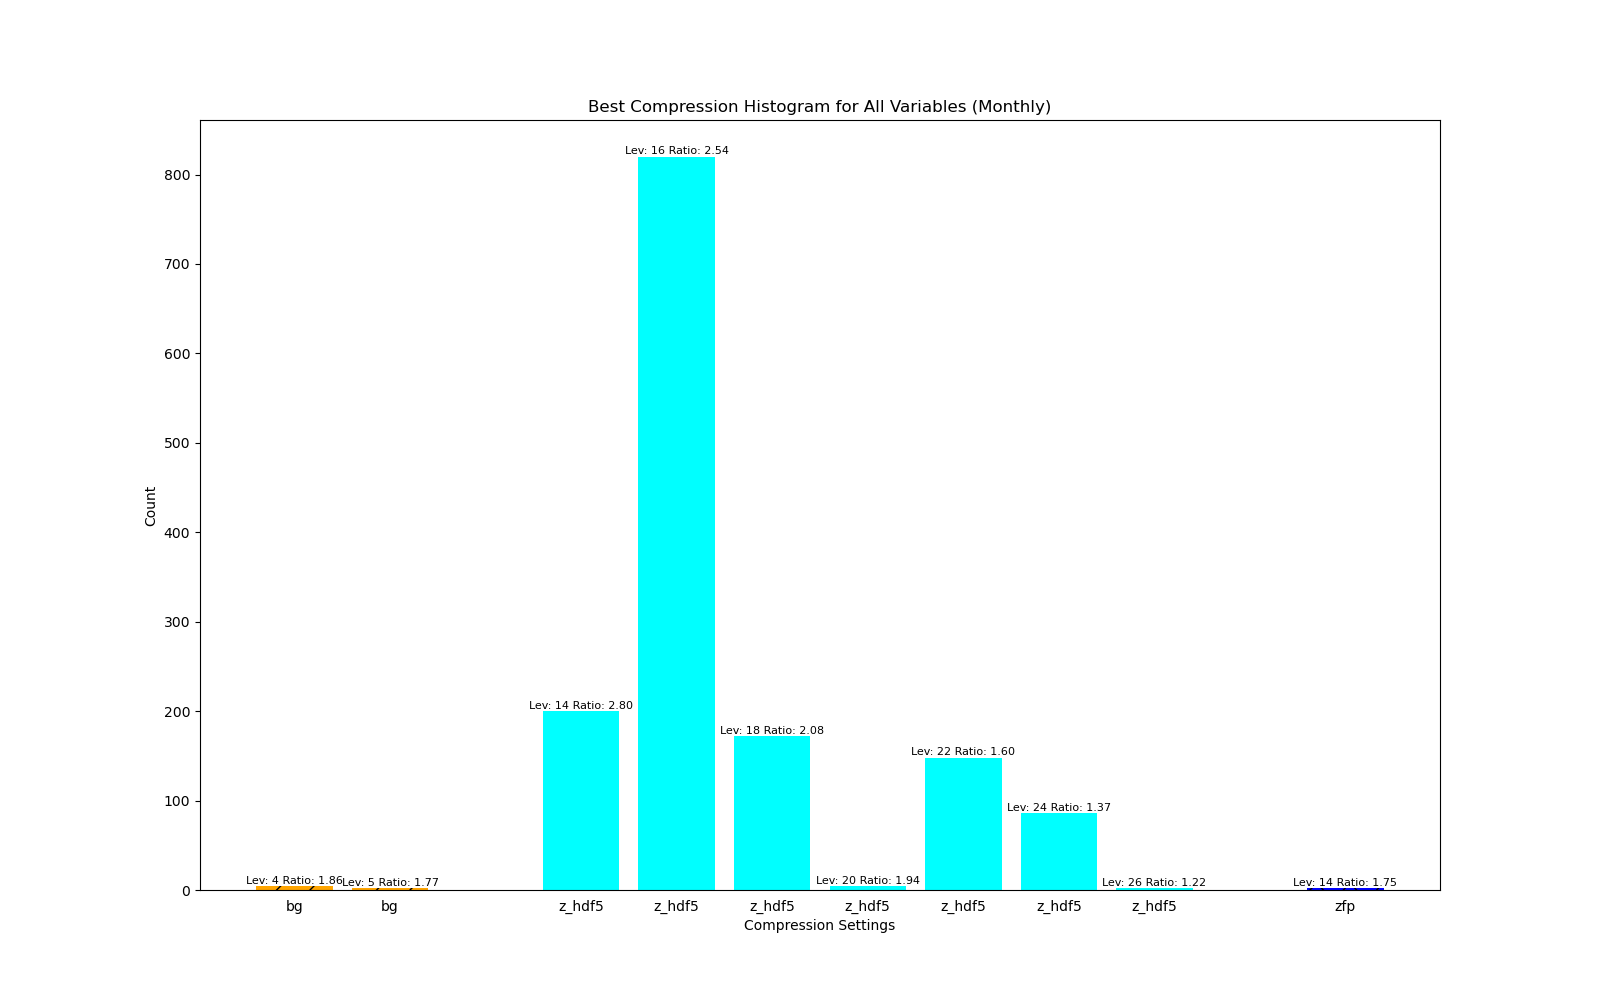 Best Compression Histogram for All Variables (Monthly)
Lev: 16 Ratio: 2.54
800
700
600
500
400
300
200
100
0
Count
Lev: 14 Ratio: 2.80
Lev: 18 Ratio: 2.08
Lev: 22 Ratio: 1.60
Lev: 24 Ratio: 1.37
Lev: 4 Ratio: 1.86
Lev: 5 Ratio: 1.77
Lev: 20 Ratio: 1.94
Lev: 26 Ratio: 1.22
Lev: 14 Ratio: 1.75
bg bg z_hdf5 z_hdf5 z_hdf5 z_hdf5 z_hdf5 z_hdf5 z_hdf5 zfp
Compression Settings